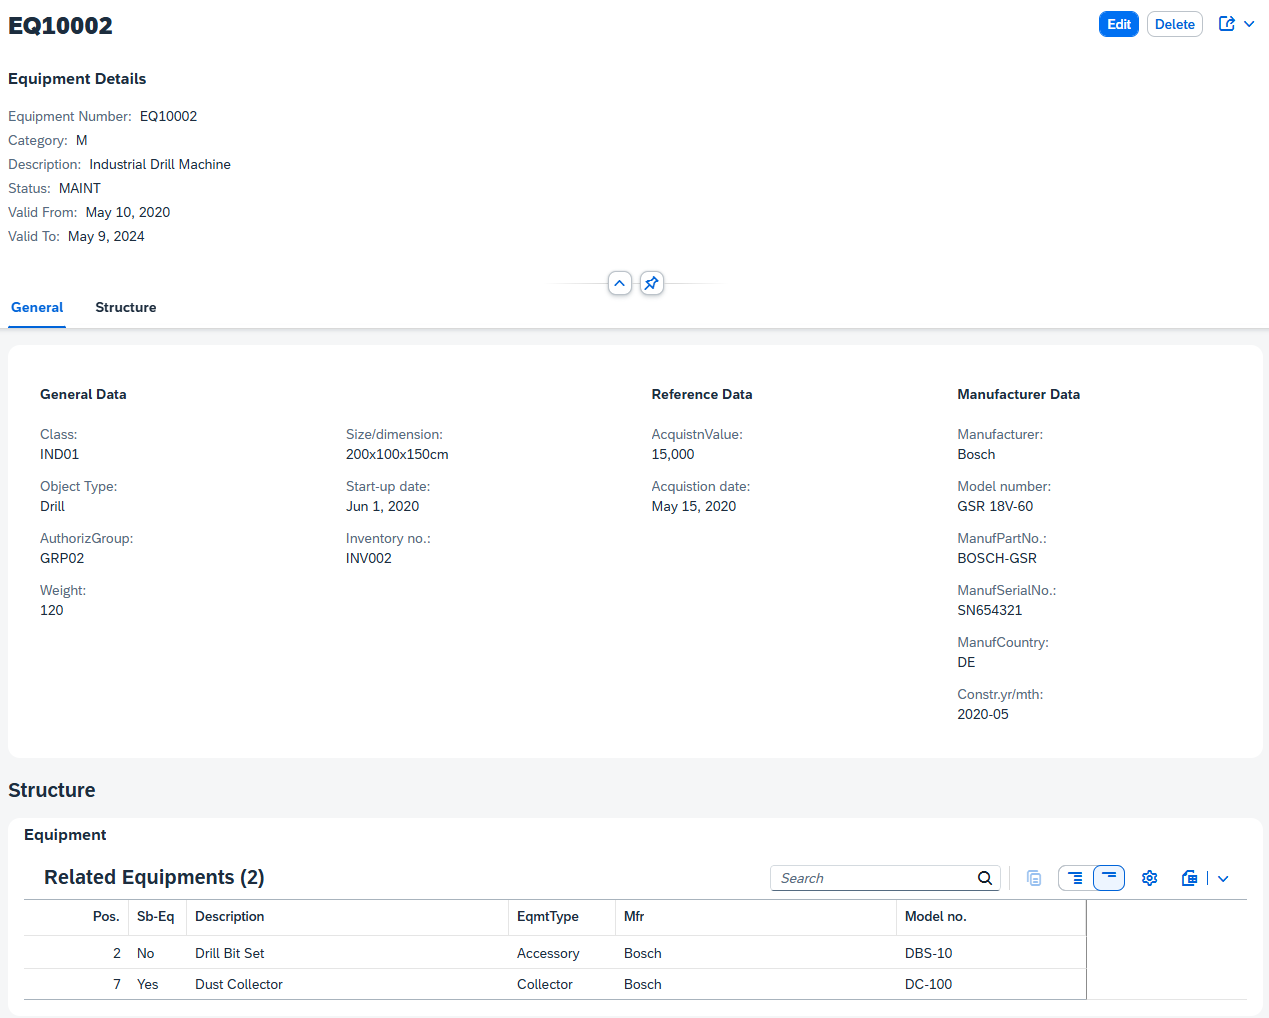 EQ10002
Edit
Delete
Equipment Details
Equipment Number: EQ10002
Category: M
Description: Industrial Drill Machine
Status: MAINT
Valid From: May 10, 2020
Valid To: May 9, 2024
General
Structure
General Data
Class:
IND01
Object Type:
Drill
AuthorizGroup:
GRP02
Weight:
120
Size/dimension:
200x100x150cm
Start-up date:
Jun 1, 2020
Inventory no.:
INV002
Reference Data
AcquistnValue:
15,000
Acquistion date:
May 15, 2020
Manufacturer Data
Manufacturer:
Bosch
Model number:
GSR 18V-60
ManufPartNo.:
BOSCH-GSR
ManufSerialNo.:
SN654321
ManufCountry:
DE
Constr.yr/mth:
2020-05
Structure
Equipment
Related Equipments (2)
Search
Pos. Sb-Eq Description EqmtType Mfr Model no.
2 No Drill Bit Set Accessory Bosch DBS-10
7 Yes Dust Collector Collector Bosch DC-100